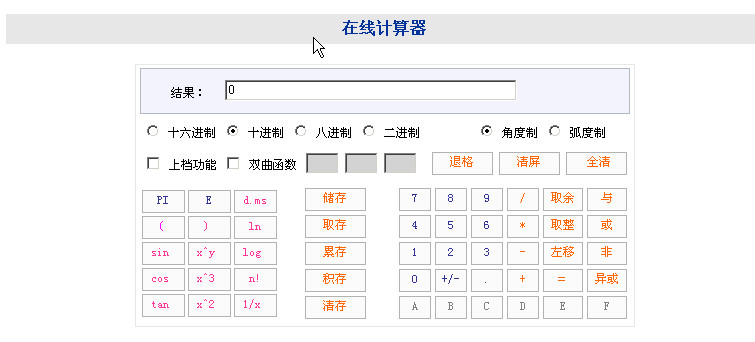 在线计算器
结果： 0
十六进制 十进制 八进制 二进制 角度制 弧度制
上档功能 双曲函数 退格 清屏 全清
PI E d.ms 储存 7 8 9 / 取余 与
( ) ln 取存 4 5 6 * 取整 或
sin x^y log 累存 1 2 3 - 左移 非
cos x^3 n! 积存 0 +/- . + = 异或
tan x^2 1/x 清存 A B C D E F